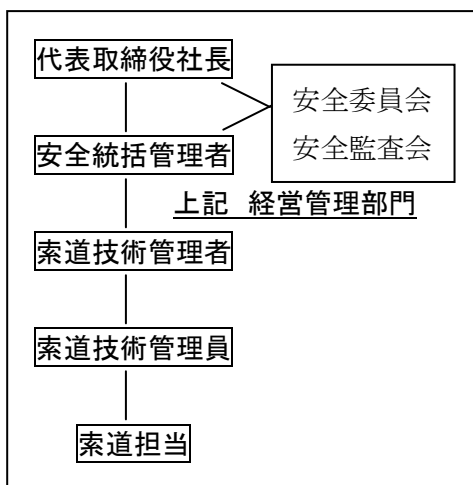 代表取締役社長
安全委員会
安全監査会
安全統括管理者
上記 経営管理部門
索道技術管理者
索道技術管理員
索道担当